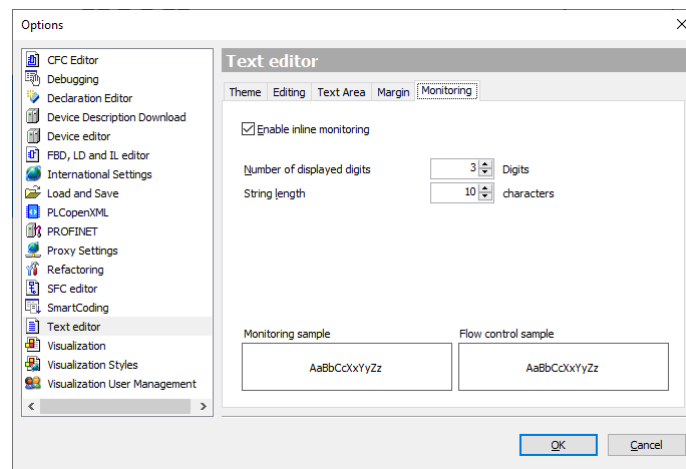 Options
CFC Editor
Debugging
Declaration Editor
Device Description Download
Device editor
FBD, LD and IL editor
International Settings
Load and Save
PLCopenXML
PROFINET
Proxy Settings
Refactoring
SFC editor
SmartCoding
Text editor
Visualization
Visualization Styles
Visualization User Management
Text editor
Theme Editing Text Area Margin Monitoring
Enable inline monitoring
Number of displayed digits 3 Digits
String length 10 characters
Monitoring sample Flow control sample
AaBbCcXxYyZz AaBbCcXxYyZz
OK Cancel